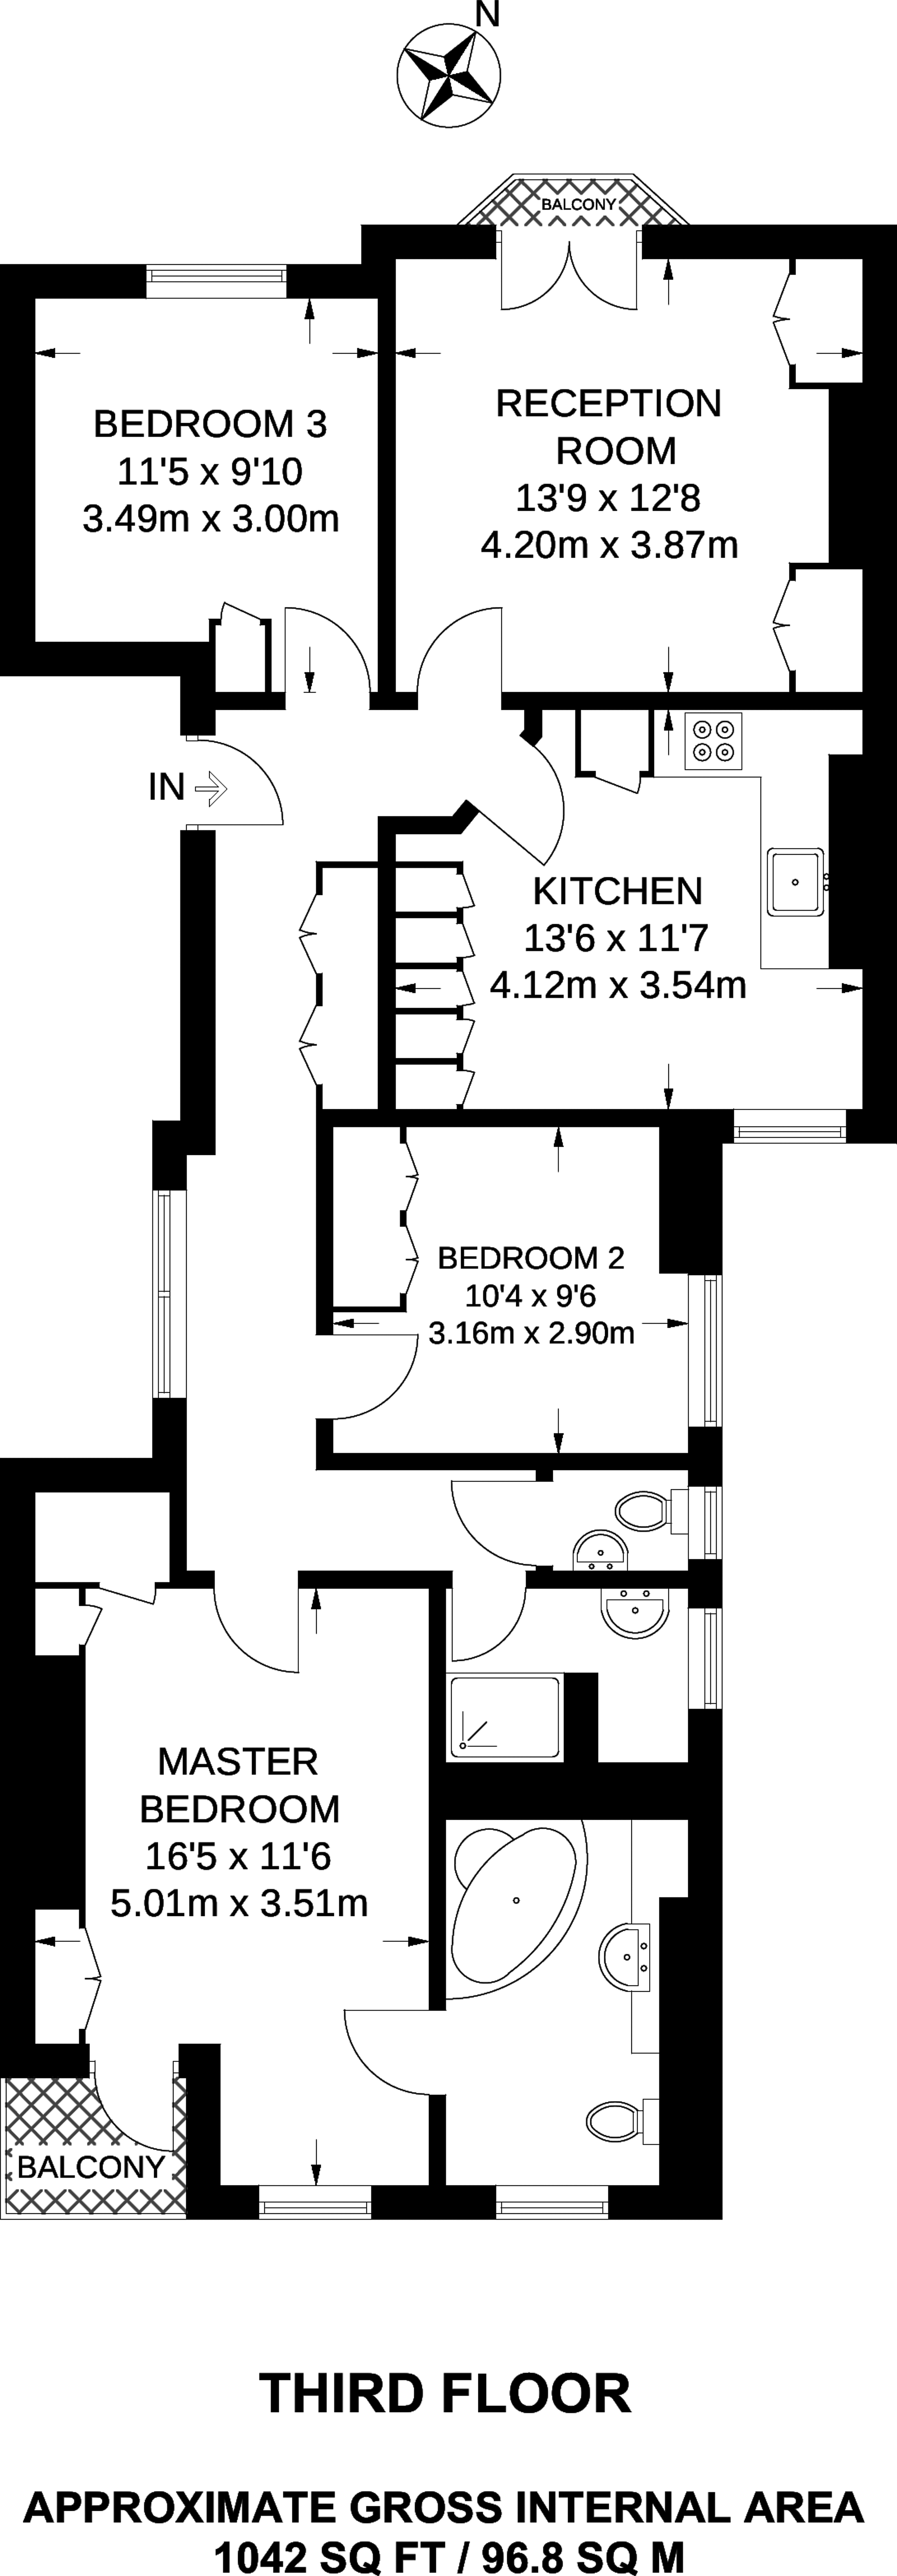 N
BALCONY
BEDROOM 3
11'5 x 9'10
3.49m x 3.00m
RECEPTION
ROOM
13'9 x 12'8
4.20m x 3.87m
IN
KITCHEN
13'6 x 11'7
4.12m x 3.54m
BEDROOM 2
10'4 x 9'6
3.16m x 2.90m
MASTER
BEDROOM
16'5 x 11'6
5.01m x 3.51m
BALCONY
THIRD FLOOR
APPROXIMATE GROSS INTERNAL AREA
1042 SQ FT / 96.8 SQ M